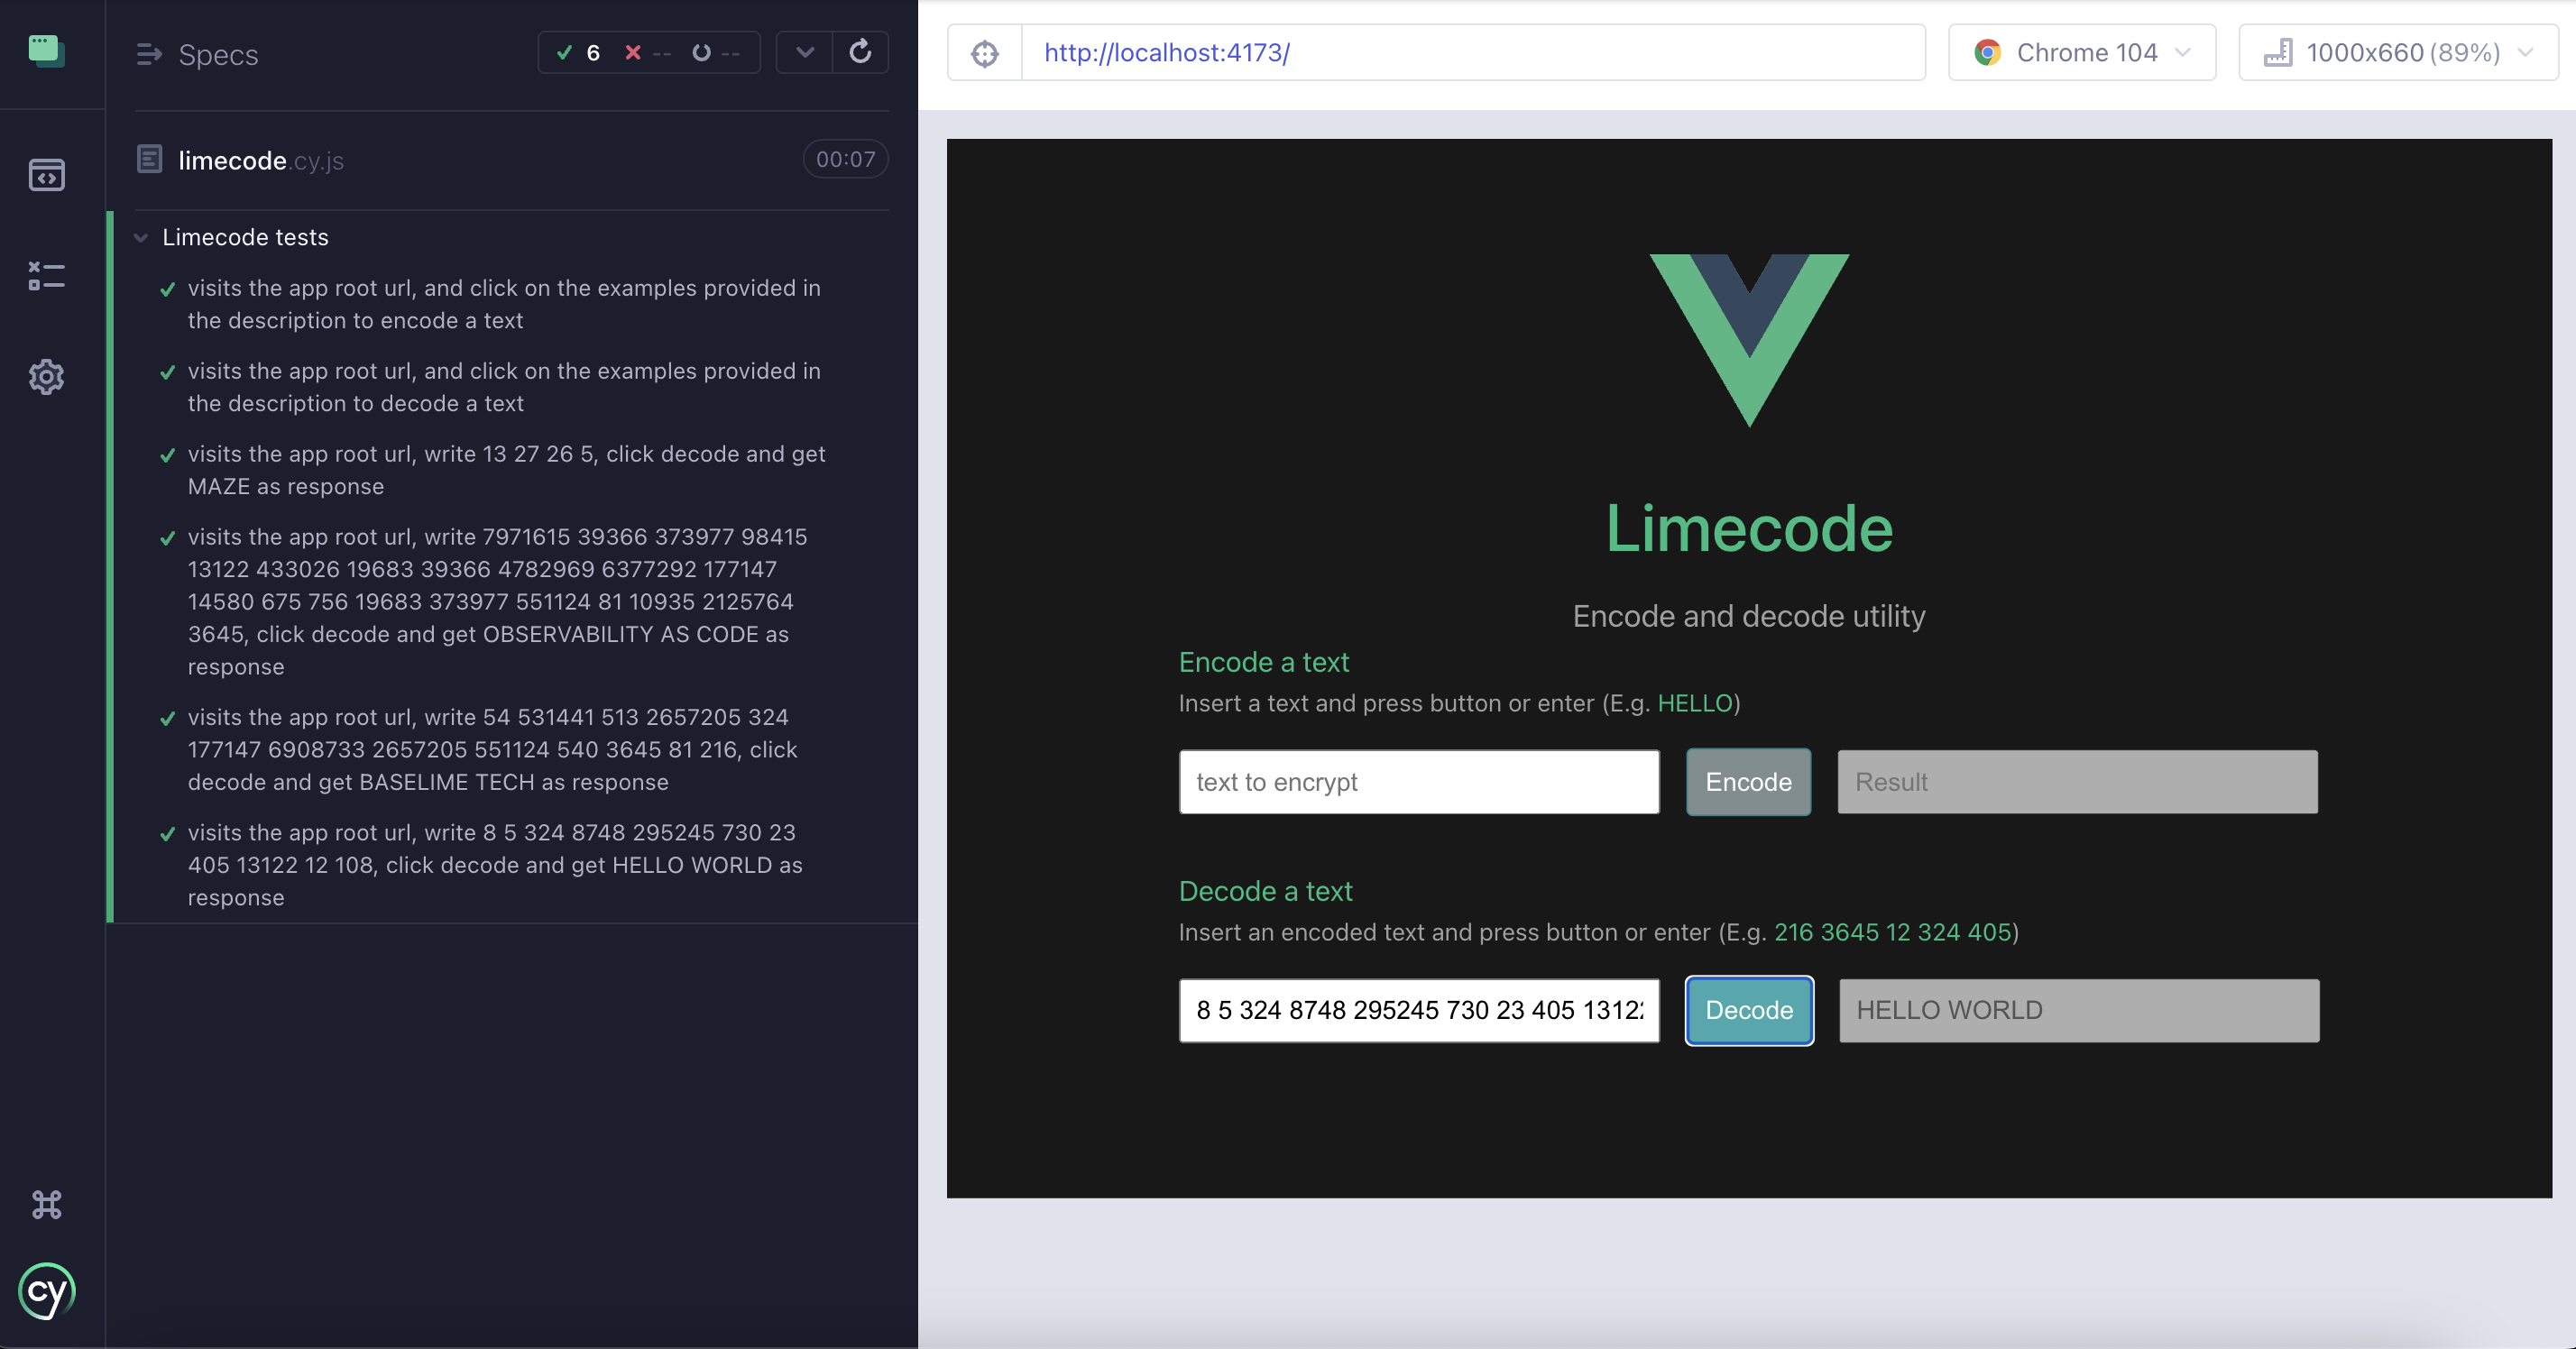 Specs
6 -- --
limecode.cy.js
00:07
Limecode tests
visits the app root url, and click on the examples provided in
the description to encode a text
visits the app root url, and click on the examples provided in
the description to decode a text
visits the app root url, write 13 27 26 5, click decode and get
MAZE as response
visits the app root url, write 7971615 39366 373977 98415
13122 433026 19683 39366 4782969 6377292 177147
14580 675 756 19683 373977 551124 81 10935 2125764
3645, click decode and get OBSERVABILITY AS CODE as
response
visits the app root url, write 54 531441 513 2657205 324
177147 6908733 2657205 551124 540 3645 81 216, click
decode and get BASELIME TECH as response
visits the app root url, write 8 5 324 8748 295245 730 23
405 13122 12 108, click decode and get HELLO WORLD as
response
cy
http://localhost:4173/
Chrome 104
1000x660 (89%)
Limecode
Encode and decode utility
Encode a text
Insert a text and press button or enter (E.g. HELLO)
text to encrypt
Encode
Result
Decode a text
Insert an encoded text and press button or enter (E.g. 216 3645 12 324 405)
8 5 324 8748 295245 730 23 405 1312
Decode
HELLO WORLD